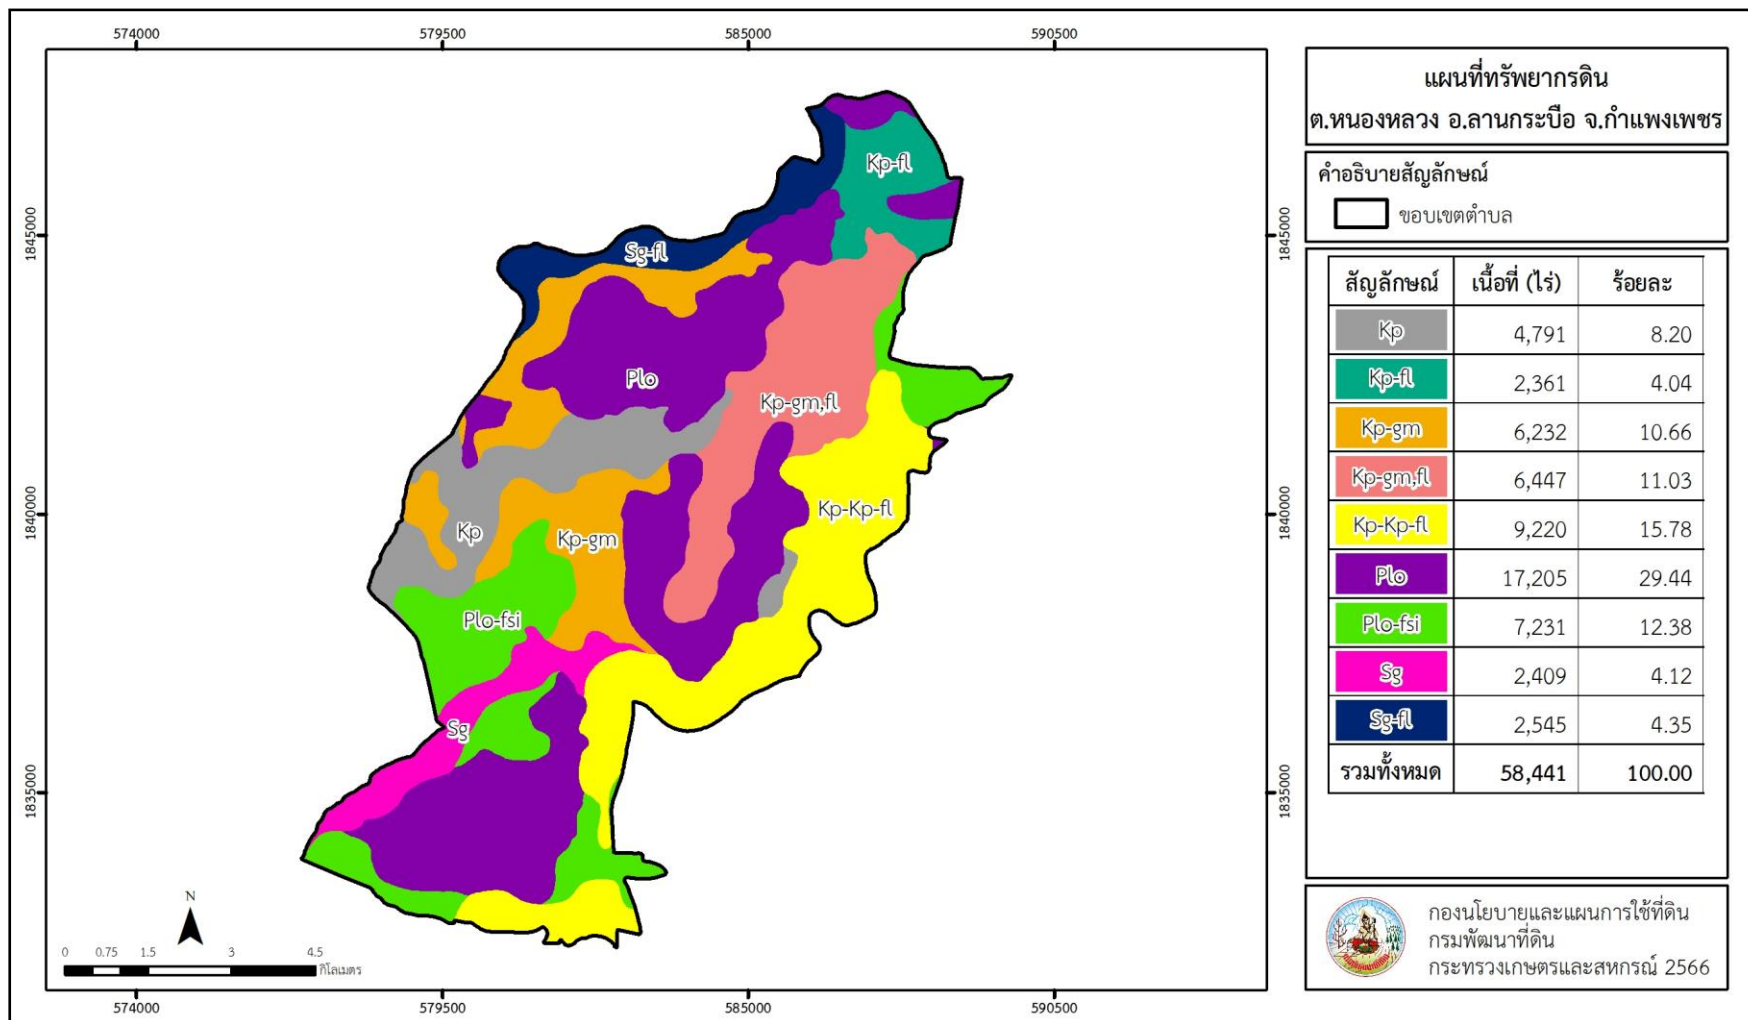 574000
579500
585000
590500
1845000
1840000
1835000
Kp-fl
Sg-fl
Plo
Kp-gm,fl
Kp-Kp-fl
Kp
Kp-gm
Plo-fsi
Sg
1845000
1840000
1835000
N
0 0.75 1.5 3 4.5
กิโลเมตร
574000
579500
585000
590500
แผนที่ทรัพยากรดิน
ต.หนองหลวง อ.ลานกระบือ จ.กำแพงเพชร
คำอธิบายสัญลักษณ์
ขอบเขตตำบล
สัญลักษณ์ เนื้อที่ (ไร่) ร้อยละ
Kp 4,791 8.20
Kp-fl 2,361 4.04
Kp-gm 6,232 10.66
Kp-gm,fl 6,447 11.03
Kp-Kp-fl 9,220 15.78
Plo 17,205 29.44
Plo-fsi 7,231 12.38
Sg 2,409 4.12
Sg-fl 2,545 4.35
รวมทั้งหมด 58,441 100.00
กองนโยบายและแผนการใช้ที่ดิน
กรมพัฒนาที่ดิน
กระทรวงเกษตรและสหกรณ์ 2566